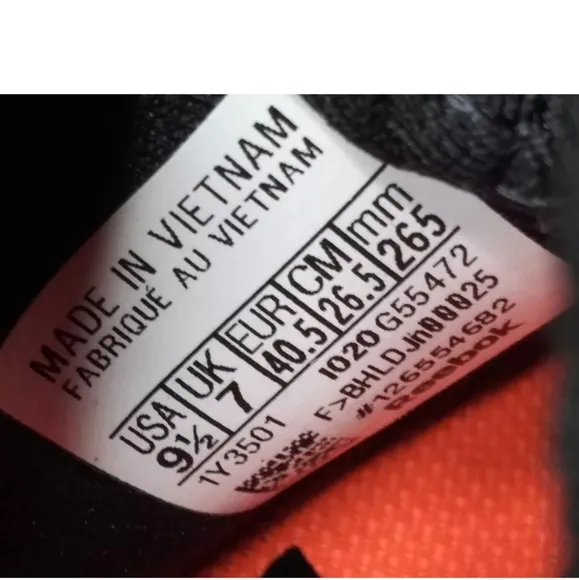 MADE IN VIETNAM
FABRIQUÉ AU VIETNAM
USA UK EUR CM mm
9½ 7 40.5 26.5 265
1Y3501 1020 G55472
F>BHLDJn00025
#126554682
Reebok